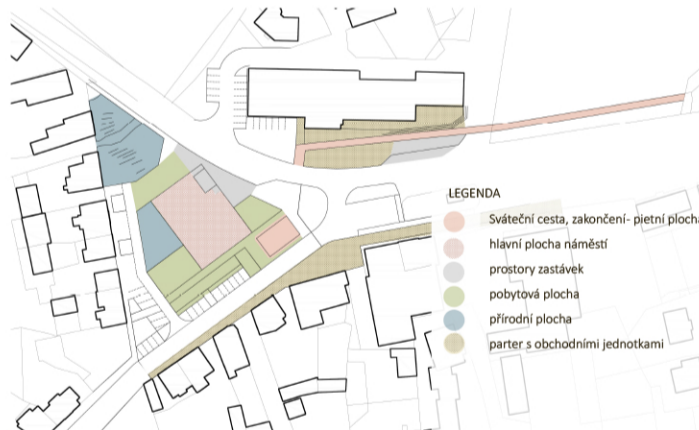 LEGENDA
Sváteční cesta, zakončení- pietní plocha
hlavní plocha náměstí
prostory zastávek
pobytová plocha
přírodní plocha
parter s obchodními jednotkami